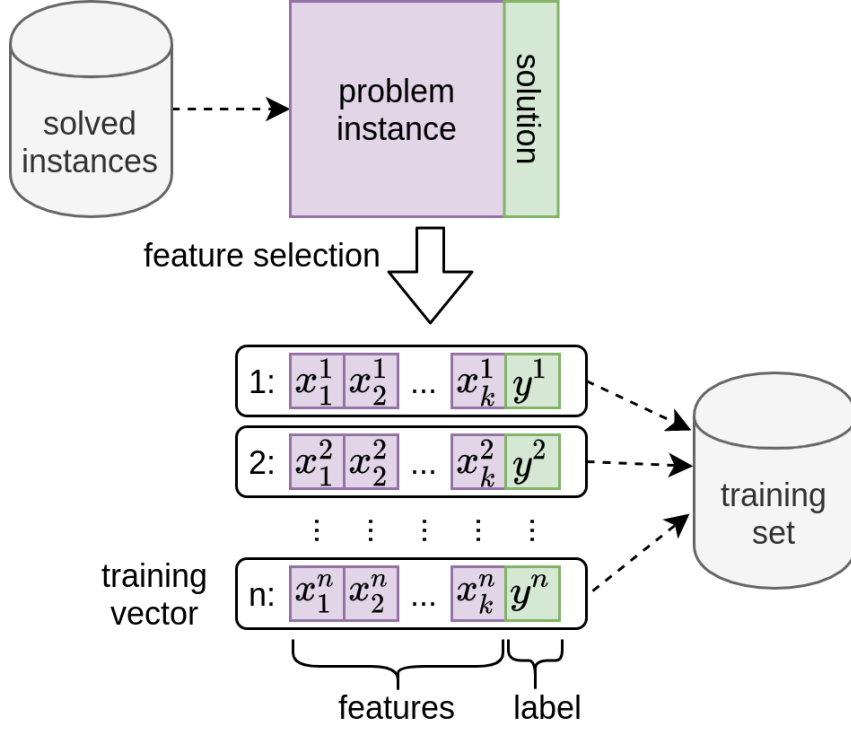 solved
instances
problem
instance
solution
feature selection
1: x_1^1 x_2^1 ... x_k^1 y^1
2: x_1^2 x_2^2 ... x_k^2 y^2
training
set
training
vector
n: x_1^n x_2^n ... x_k^n y^n
features
label